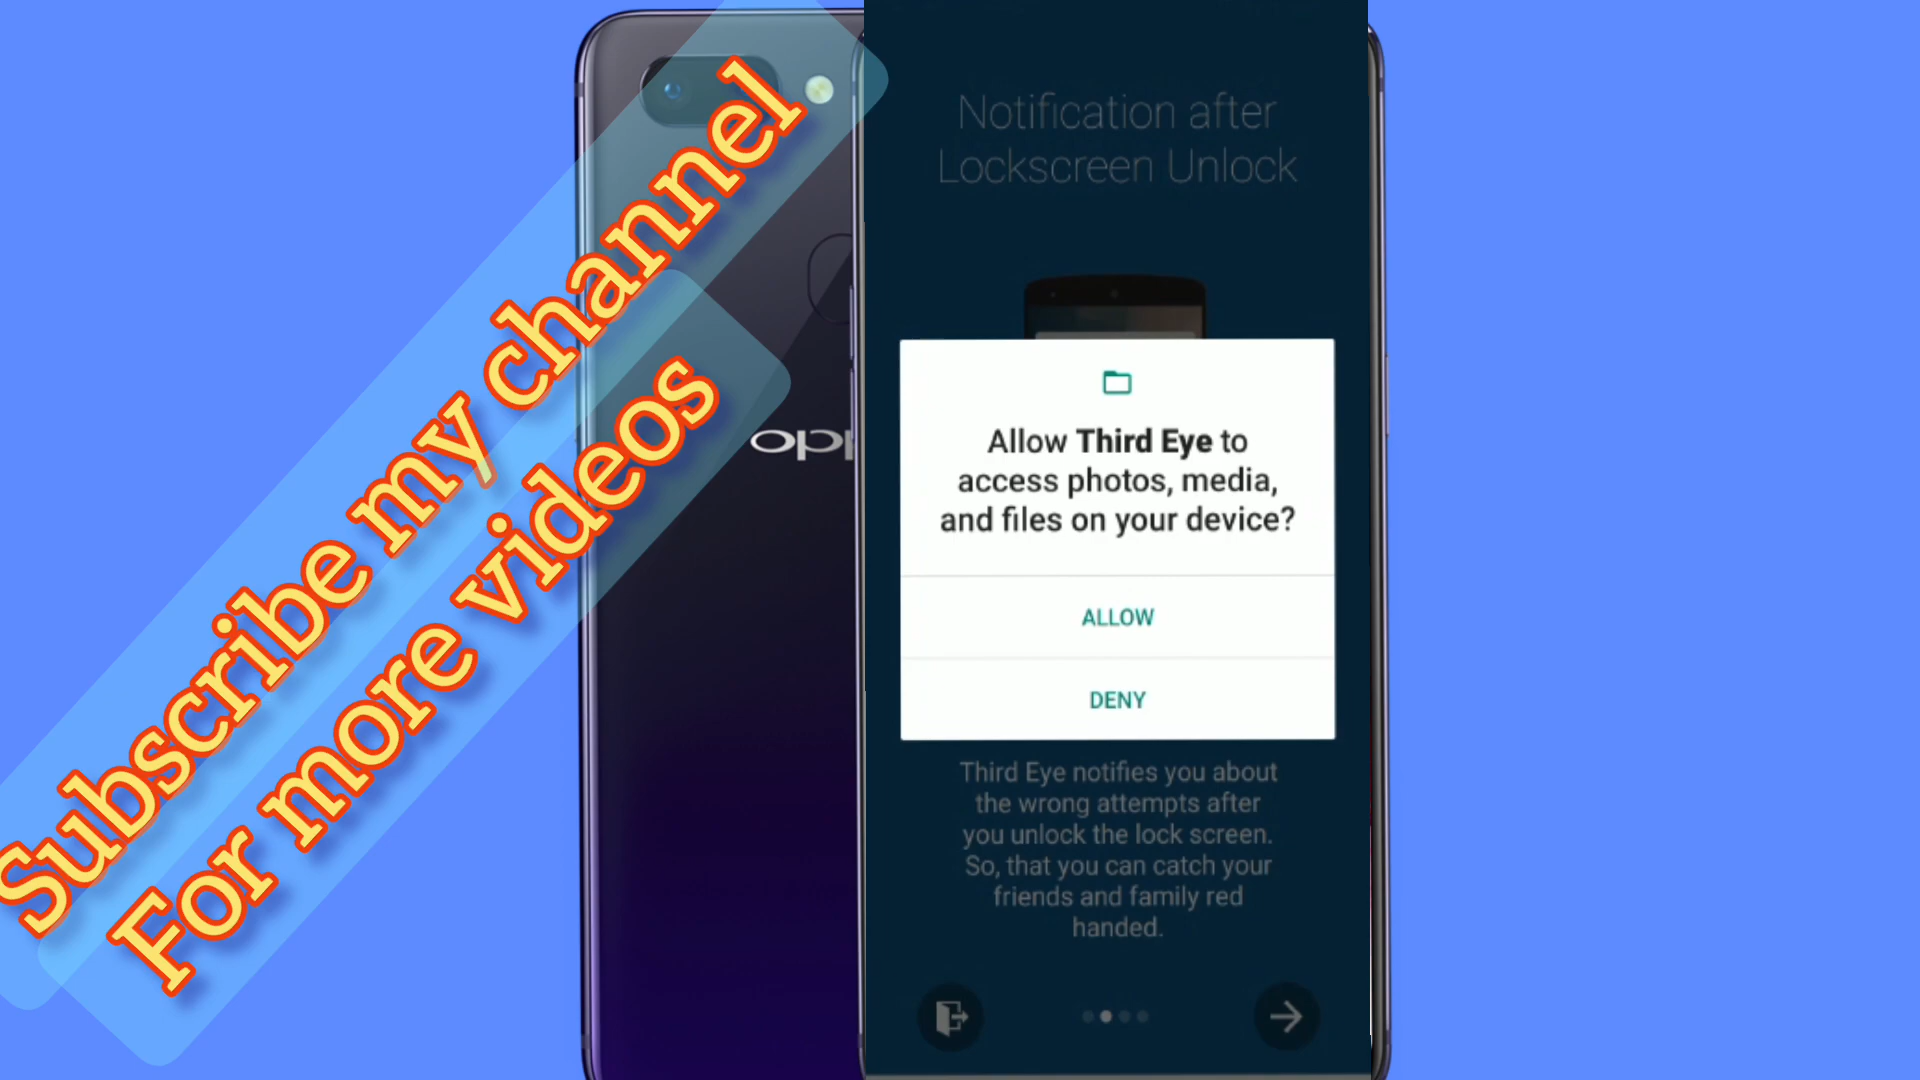 Subscribe my channel
For more videos
Notification after
Lockscreen Unlock
Allow Third Eye to
access photos, media,
and files on your device?
ALLOW
DENY
Third Eye notifies you about
the wrong attempts after
you unlock the lock screen.
So, that you can catch your
friends and family red
handed.